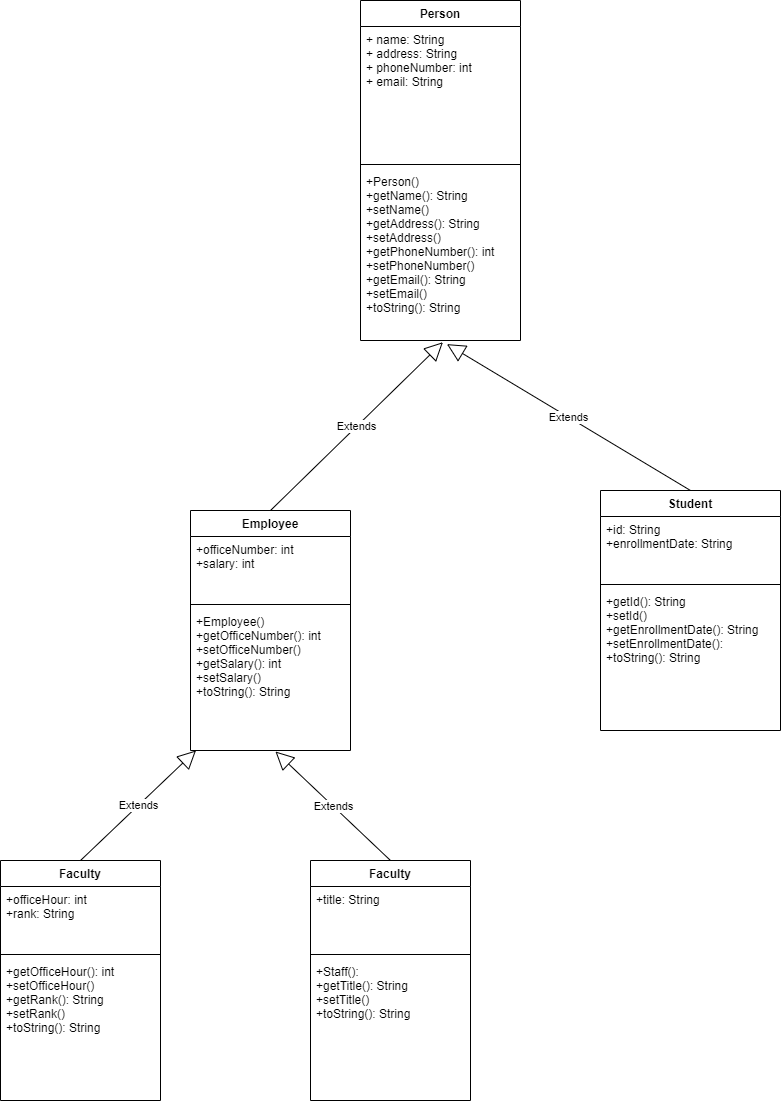 Person
+ name: String
+ address: String
+ phoneNumber: int
+ email: String
+Person()
+getName(): String
+setName()
+getAddress(): String
+setAddress()
+getPhoneNumber(): int
+setPhoneNumber()
+getEmail(): String
+setEmail()
+toString(): String
Extends
Extends
Employee
+officeNumber: int
+salary: int
+Employee()
+getOfficeNumber(): int
+setOfficeNumber()
+getSalary(): int
+setSalary()
+toString(): String
Student
+id: String
+enrollmentDate: String
+getId(): String
+setId()
+getEnrollmentDate(): String
+setEnrollmentDate():
+toString(): String
Extends
Extends
Faculty
+officeHour: int
+rank: String
+getOfficeHour(): int
+setOfficeHour()
+getRank(): String
+setRank()
+toString(): String
Faculty
+title: String
+Staff():
+getTitle(): String
+setTitle()
+toString(): String